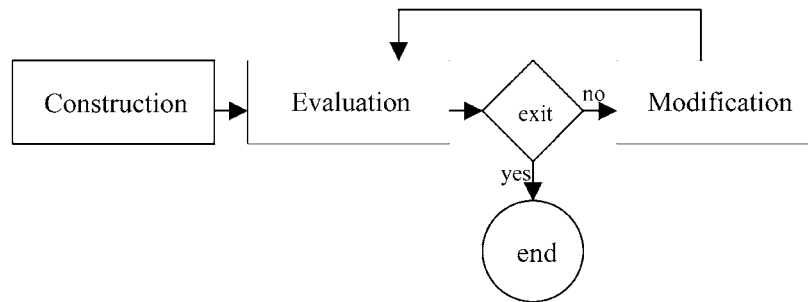 Construction
Evaluation
exit
no
Modification
yes
end